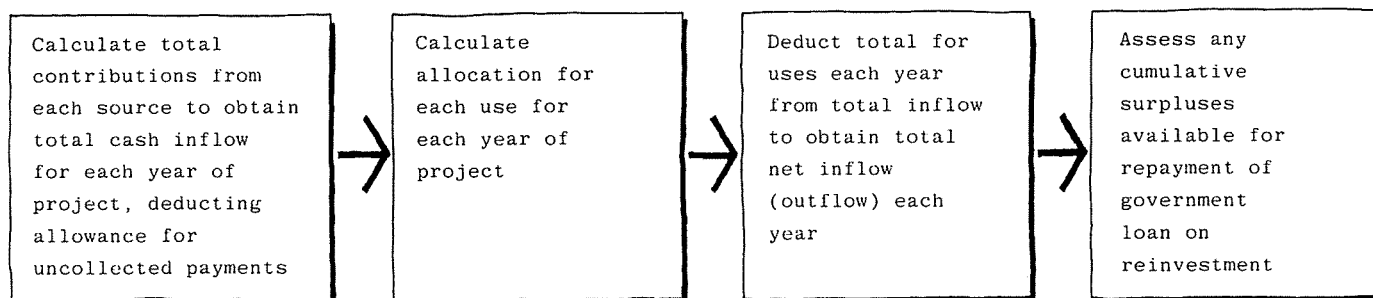 Calculate total
contributions from
each source to obtain
total cash inflow
for each year of
project, deducting
allowance for
uncollected payments
Calculate
allocation for
each use for
each year of
project
Deduct total for
uses each year
from total inflow
to obtain total
net inflow
(outflow) each
year
Assess any
cumulative
surpluses
available for
repayment of
government
loan on
reinvestment